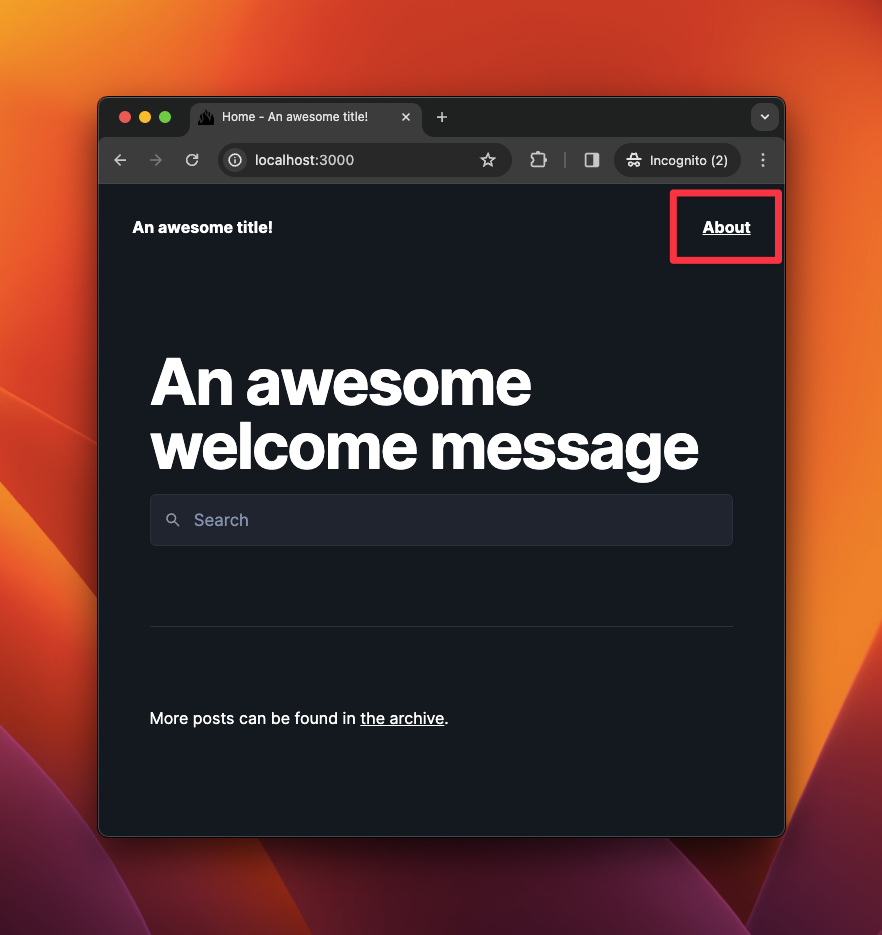 Home - An awesome title!
localhost:3000
Incognito (2)
An awesome title!
About
An awesome
welcome message
Search
More posts can be found in the archive.